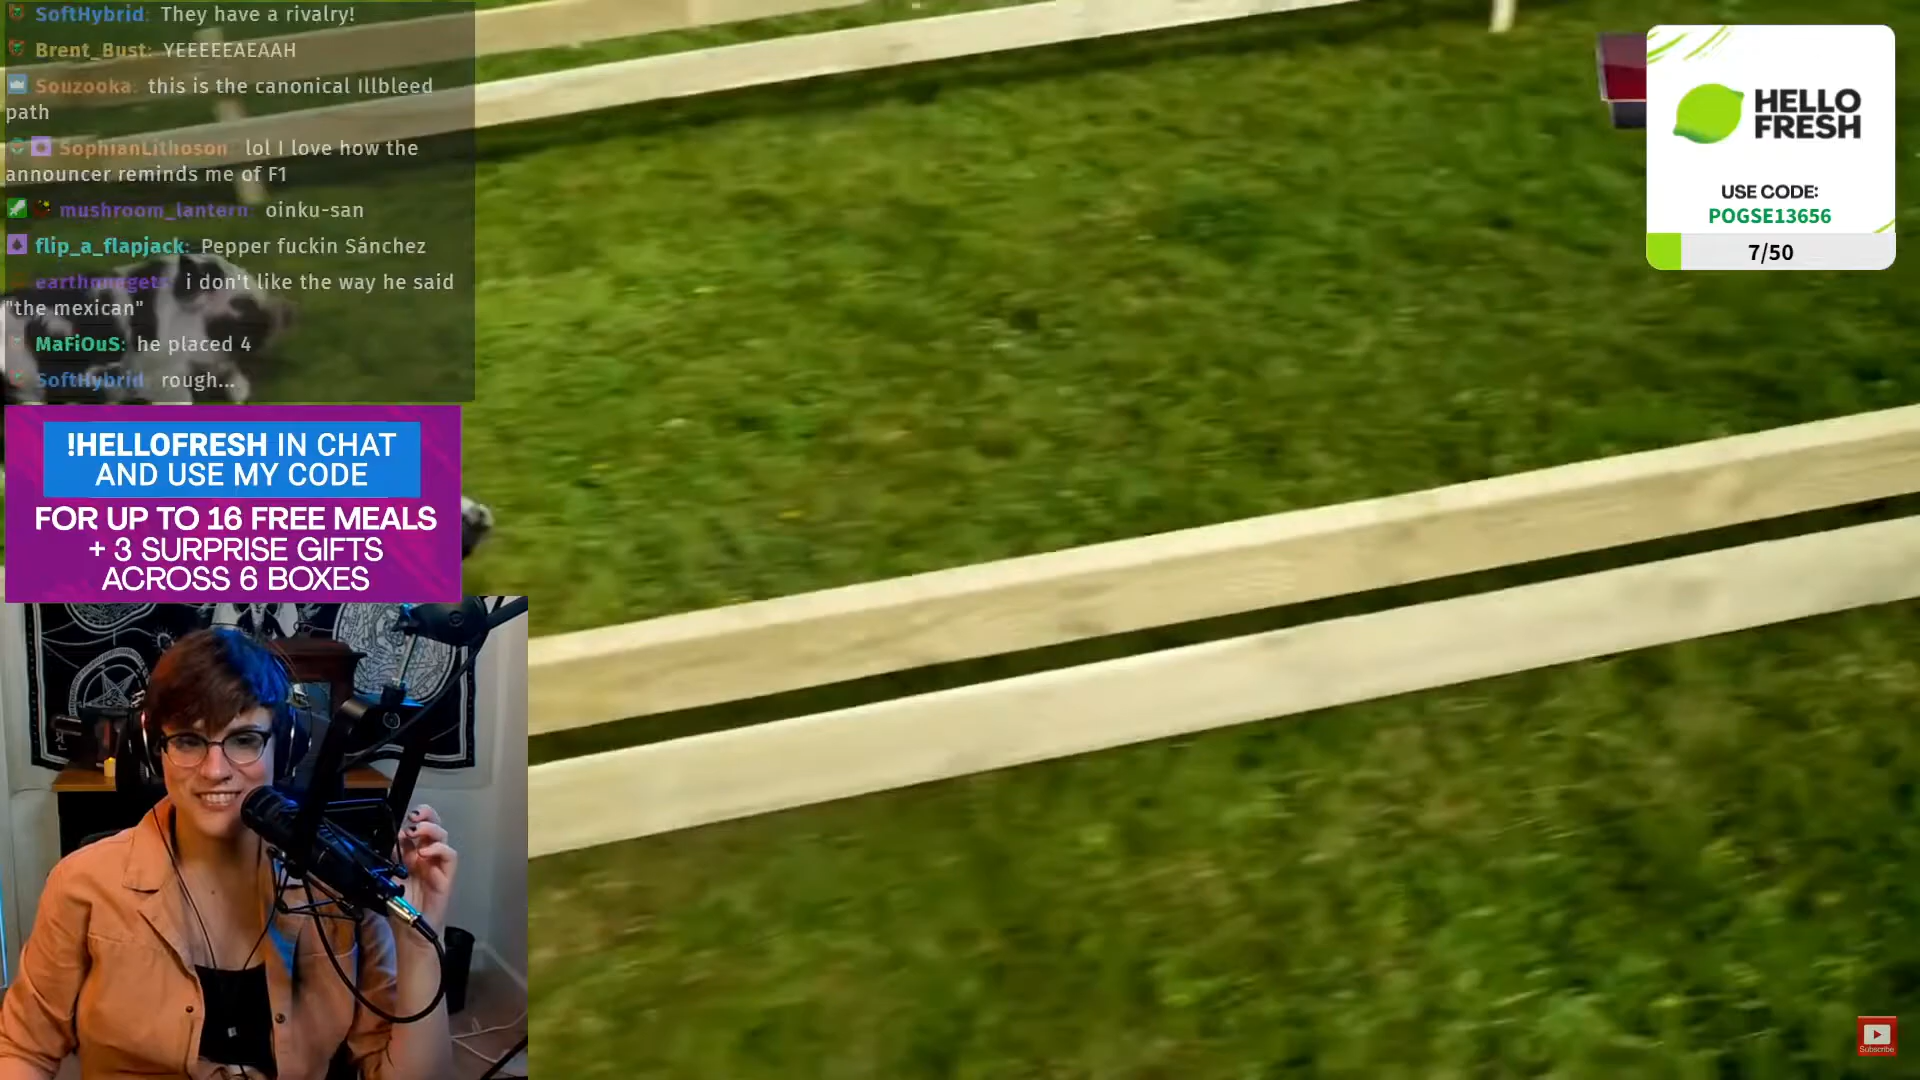 SoftHybrid: They have a rivalry!
Brent_Bust: YEEEEEAEAAH
Souzooka: this is the canonical Illbleed
path
SophianLithoson lol I love how the
announcer reminds me of F1
mushroom_lantern: oinku-san
flip_a_flapjack: Pepper fuckin Sánchez
earthnuggets: i don't like the way he said
"the mexican"
MaFiOuS: he placed 4
SoftHybrid: rough...
!HELLOFRESH IN CHAT
AND USE MY CODE
FOR UP TO 16 FREE MEALS
+ 3 SURPRISE GIFTS
ACROSS 6 BOXES
HELLO
FRESH
USE CODE:
POGSE13656
7/50
Subscribe